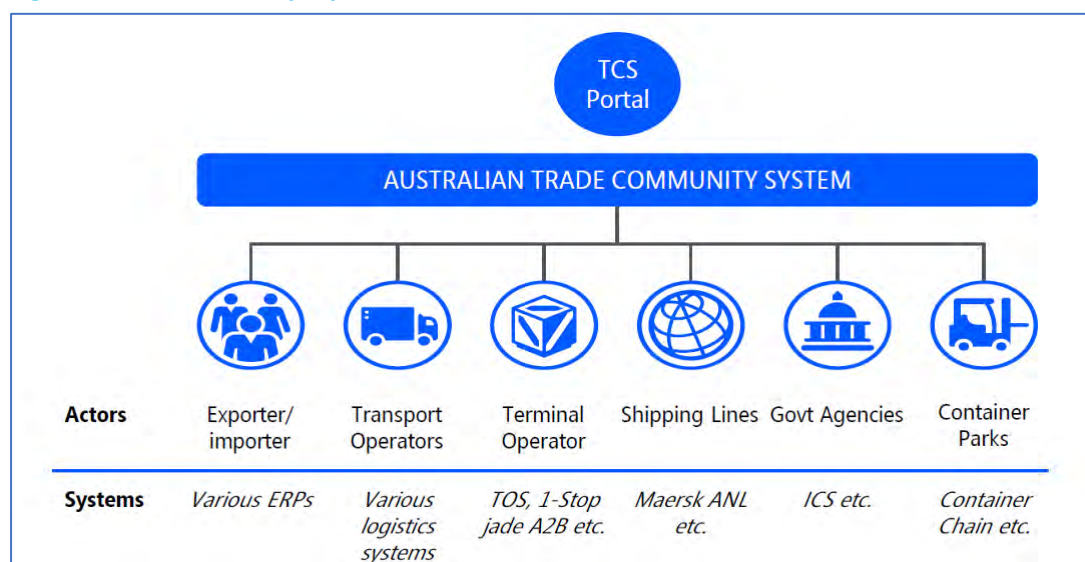 TCS
Portal
AUSTRALIAN TRADE COMMUNITY SYSTEM
Actors
Exporter/
importer
Transport
Operators
Terminal
Operator
Shipping Lines
Govt Agencies
Container
Parks
Systems
Various ERPs
Various
logistics
systems
TOS, 1-Stop
jade A2B etc.
Maersk ANL
etc.
ICS etc.
Container
Chain etc.